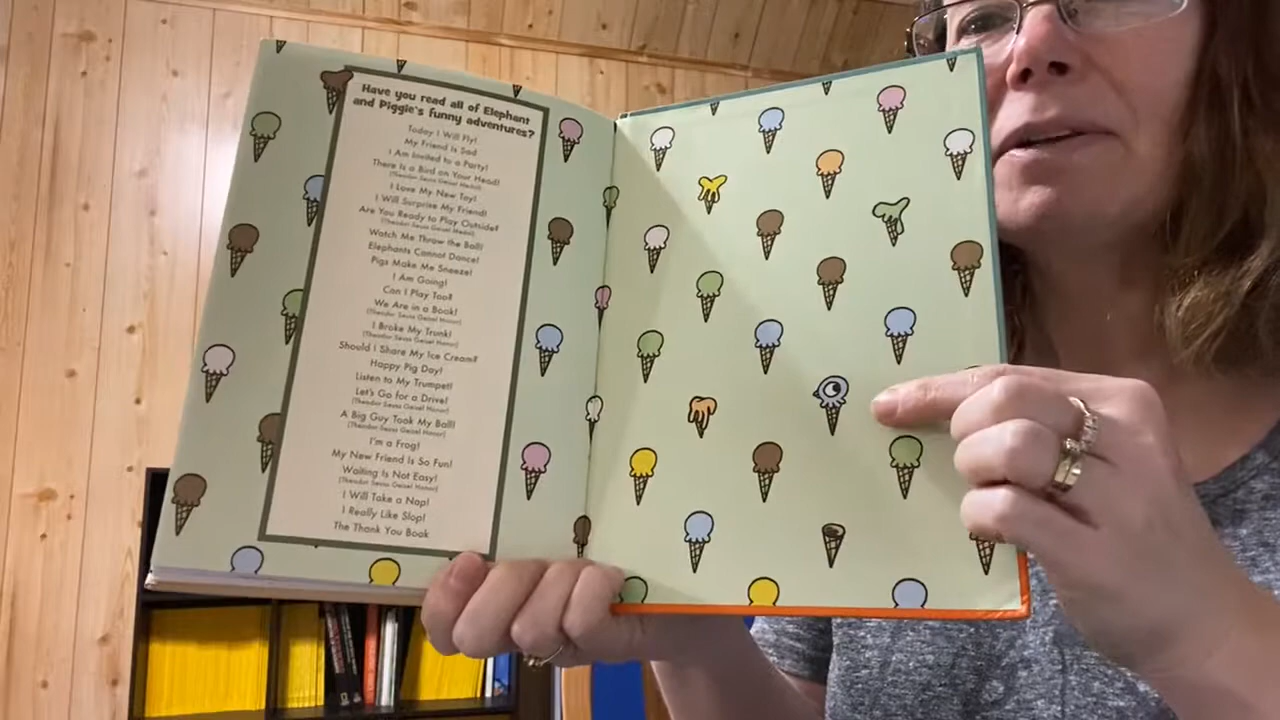 Have you read all of Elephant
and Piggie's funny adventures?
Today I Will Fly!
My Friend Is Sad
I Am Invited to a Party!
There Is a Bird on Your Head!
(Theodor Seuss Geisel Medal)
I Love My New Toy!
I Will Surprise My Friend!
Are You Ready to Play Outside?
(Theodor Seuss Geisel Medal)
Watch Me Throw the Ball!
Elephants Cannot Dance!
Pigs Make Me Sneeze!
I Am Going!
Can I Play Too?
We Are in a Book!
(Theodor Seuss Geisel Honor)
I Broke My Trunk!
(Theodor Seuss Geisel Honor)
Should I Share My Ice Cream?
Happy Pig Day!
Listen to My Trumpet!
Let's Go for a Drive!
(Theodor Seuss Geisel Honor)
A Big Guy Took My Ball!
(Theodor Seuss Geisel Honor)
I'm a Frog!
My New Friend Is So Fun!
Waiting Is Not Easy!
(Theodor Seuss Geisel Honor)
I Will Take a Nap!
I Really Like Slop!
The Thank You Book